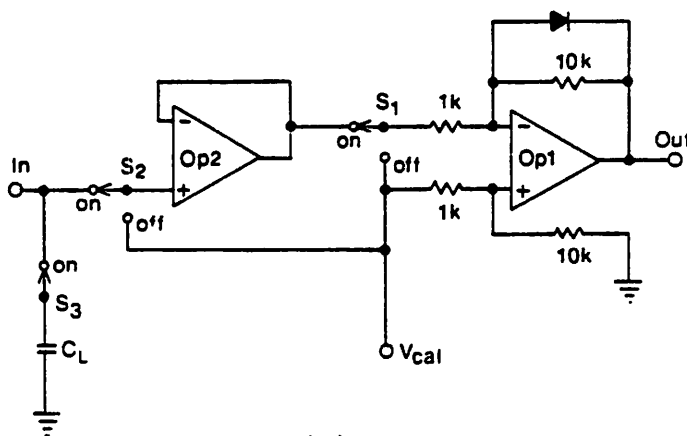 10k
1k
S1
on
off
-
+
Op1
Out
1k
10k
-
+
Op2
In
S2
on
off
on
S3
CL
Vcal